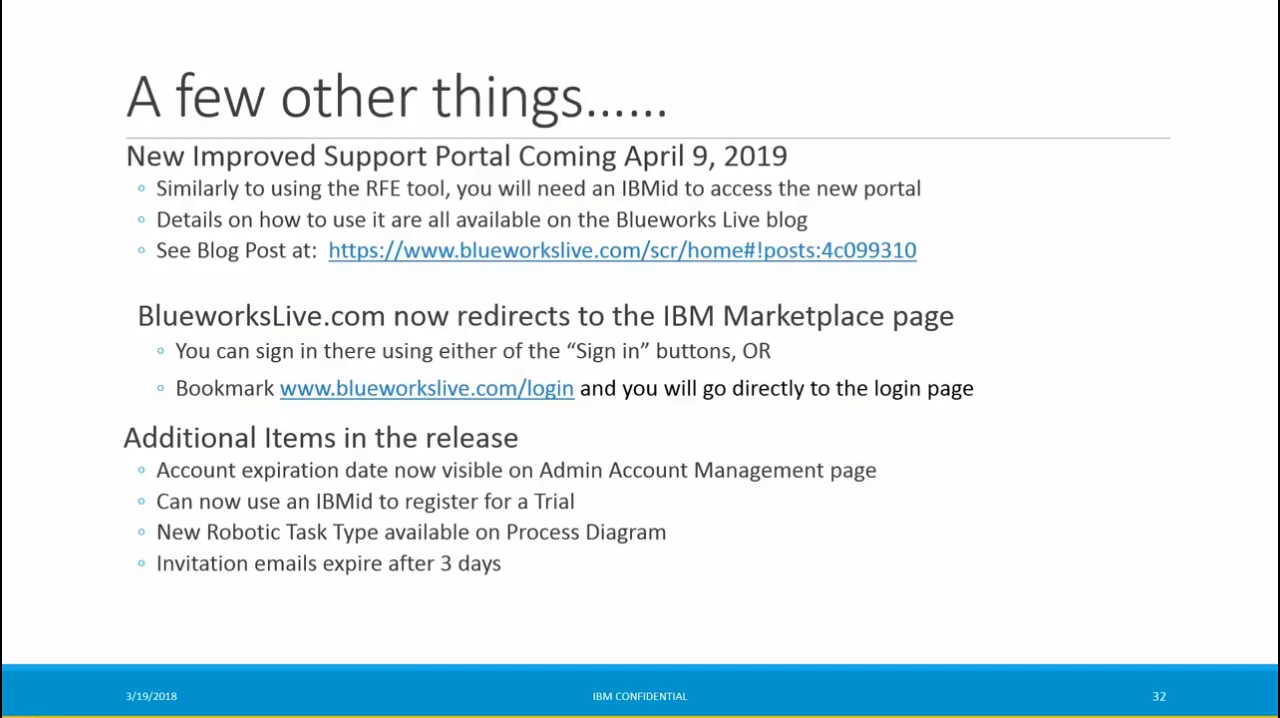 A few other things......
New Improved Support Portal Coming April 9, 2019
◦ Similarly to using the RFE tool, you will need an IBMid to access the new portal
◦ Details on how to use it are all available on the Blueworks Live blog
◦ See Blog Post at: https://www.blueworkslive.com/scr/home#!posts:4c099310
BlueworksLive.com now redirects to the IBM Marketplace page
◦ You can sign in there using either of the “Sign in” buttons, OR
◦ Bookmark www.blueworkslive.com/login and you will go directly to the login page
Additional Items in the release
◦ Account expiration date now visible on Admin Account Management page
◦ Can now use an IBMid to register for a Trial
◦ New Robotic Task Type available on Process Diagram
◦ Invitation emails expire after 3 days
3/19/2018 IBM CONFIDENTIAL 32